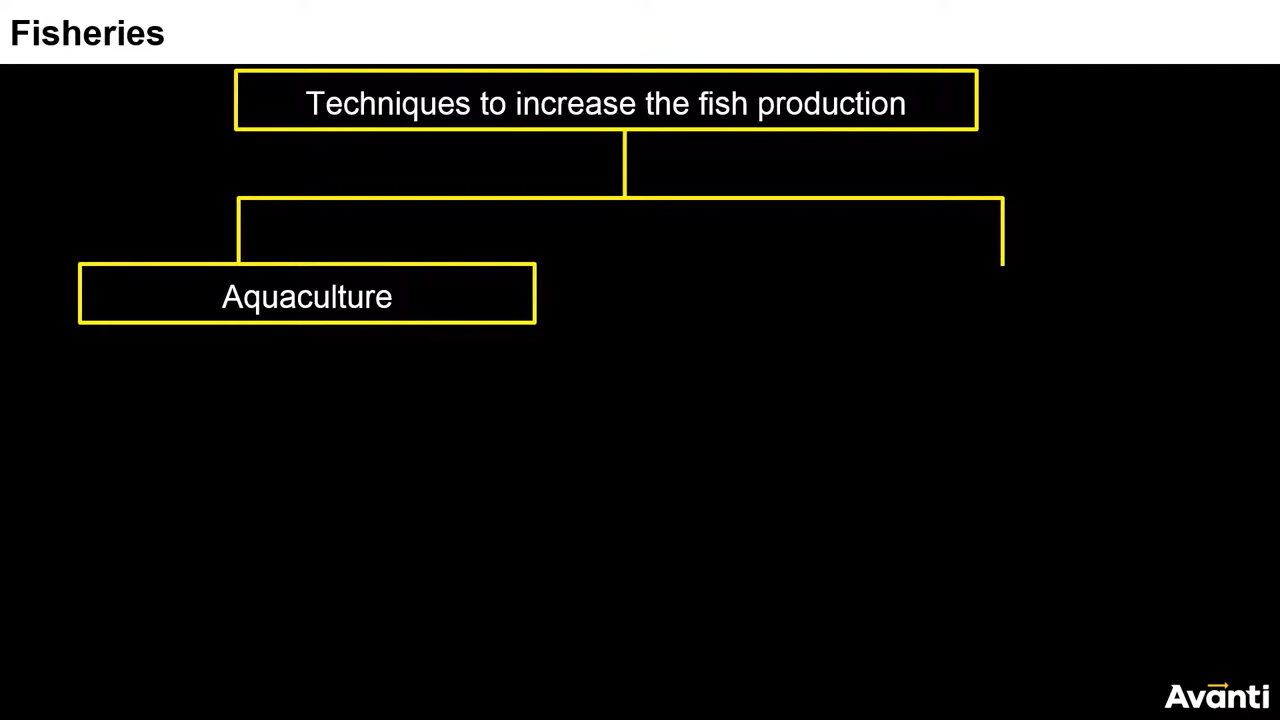 Fisheries
Techniques to increase the fish production
Aquaculture
Avanti